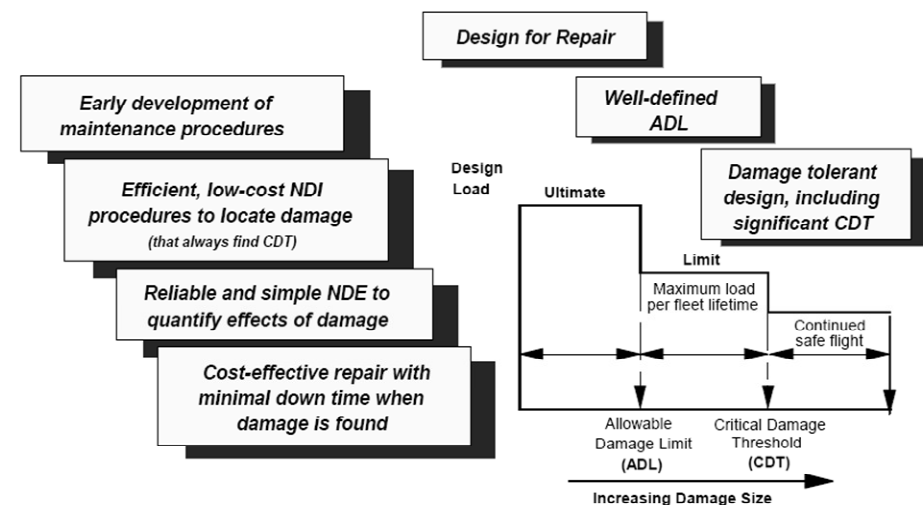 Design for Repair
Early development of
maintenance procedures
Well-defined
ADL
Efficient, low-cost NDI
procedures to locate damage
(that always find CDT)
Damage tolerant
design, including
significant CDT
Reliable and simple NDE to
quantify effects of damage
Cost-effective repair with
minimal down time when
damage is found
Design
Load
Ultimate
Limit
Maximum load
per fleet lifetime
Continued
safe flight
Allowable
Damage Limit
(ADL)
Critical Damage
Threshold
(CDT)
Increasing Damage Size